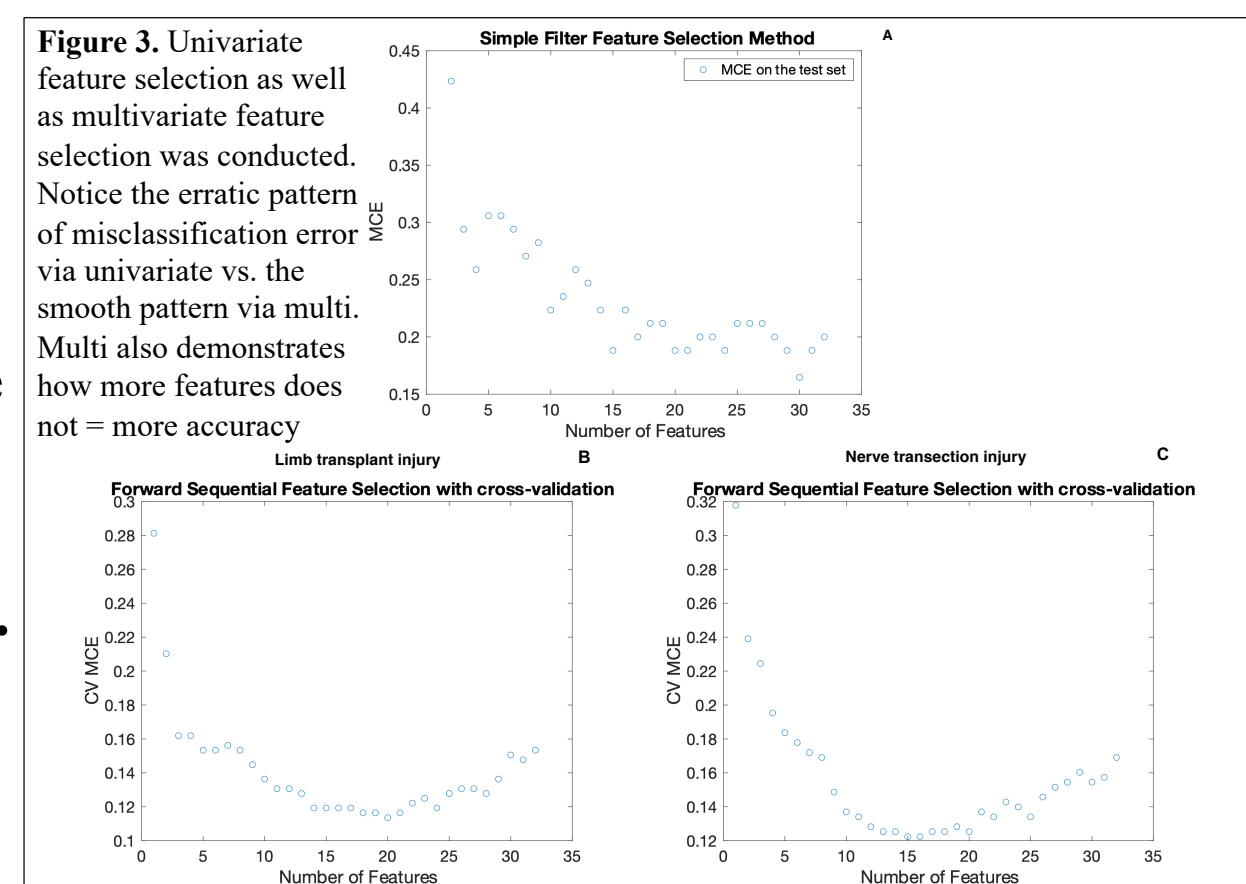 Figure 3. Univariate
feature selection as well
as multivariate feature
selection was conducted.
Notice the erratic pattern
of misclassification error
via univariate vs. the
smooth pattern via multi.
Multi also demonstrates
how more features does
not = more accuracy
Simple Filter Feature Selection Method
A
MCE on the test set
0.45
0.4
0.35
0.3
0.25
0.2
0.15
MCE
0 5 10 15 20 25 30 35
Number of Features
Limb transplant injury
B
Forward Sequential Feature Selection with cross-validation
0.3
0.28
0.26
0.24
0.22
0.2
0.18
0.16
0.14
0.12
0.1
CV MCE
0 5 10 15 20 25 30 35
Number of Features
Nerve transection injury
C
Forward Sequential Feature Selection with cross-validation
0.32
0.3
0.28
0.26
0.24
0.22
0.2
0.18
0.16
0.14
0.12
CV MCE
0 5 10 15 20 25 30 35
Number of Features